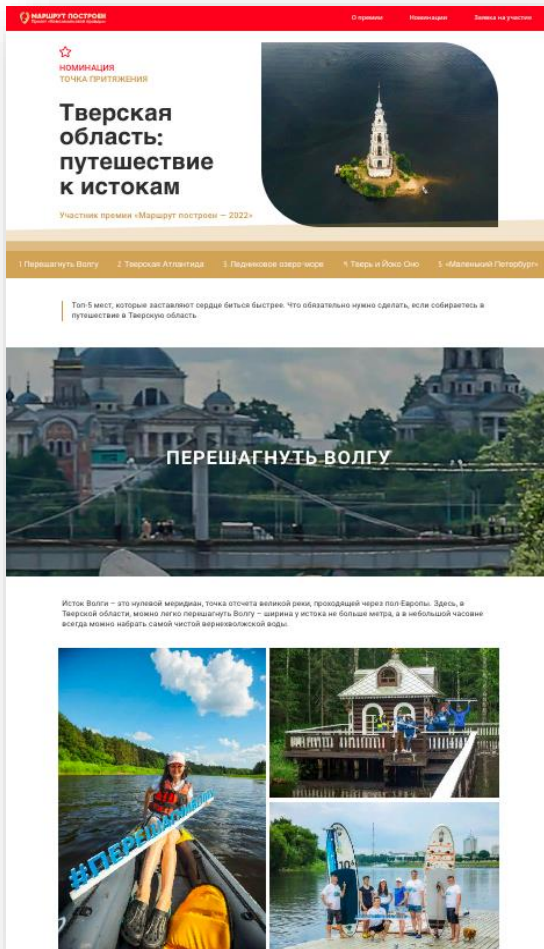 МАРШРУТ ПОСТРОЕН
Проект «Комсомольской правды»
О премии Номинации Заявка на участие
НОМИНАЦИЯ
ТОЧКА ПРИТЯЖЕНИЯ
Тверская
область:
путешествие
к истокам
Участник премии «Маршрут построен — 2022»
1 Перешагнуть Волгу 2 Тверская Атлантида 3 Ледниковое озеро-море 4 Тверь и Йоко Оно 5 «Маленький Петербург»
Топ-5 мест, которые заставляют сердце биться быстрее. Что обязательно нужно сделать, если собираетесь в
путешествие в Тверскую область
ПЕРЕШАГНУТЬ ВОЛГУ
Исток Волги – это нулевой меридиан, точка отсчета великой реки, проходящей через пол-Европы. Здесь, в
Тверской области, можно легко перешагнуть Волгу – ширина у истока не больше метра, а в небольшой часовне
всегда можно набрать самой чистой верхневолжской воды.